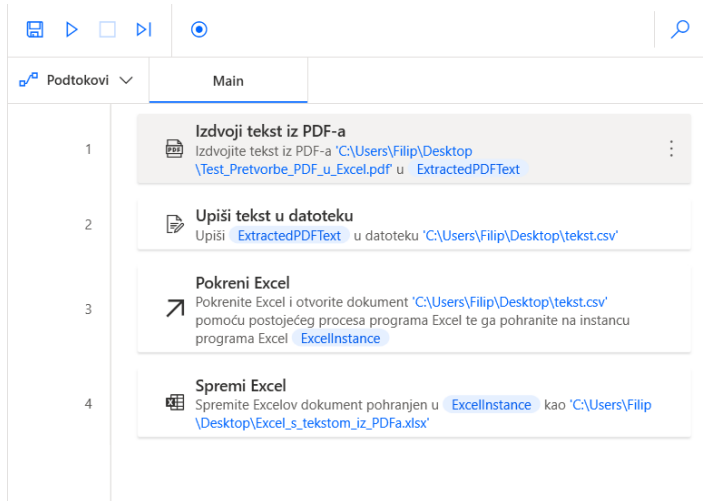 Podtokovi
Main
1
Izdvoji tekst iz PDF-a
PDF
Izdvojite tekst iz PDF-a 'C:\Users\Filip\Desktop
\Test_Pretvorbe_PDF_u_Excel.pdf' u ExtractedPDFText
2
Upiši tekst u datoteku
Upiši ExtractedPDFText u datoteku 'C:\Users\Filip\Desktop\tekst.csv'
3
Pokreni Excel
Pokrenite Excel i otvorite dokument 'C:\Users\Filip\Desktop\tekst.csv'
pomoću postojećeg procesa programa Excel te ga pohranite na instancu
programa Excel ExcelInstance
4
Spremi Excel
Spremite Excelov dokument pohranjen u ExcelInstance kao 'C:\Users\Filip
\Desktop\Excel_s_tekstom_iz_PDFa.xlsx'